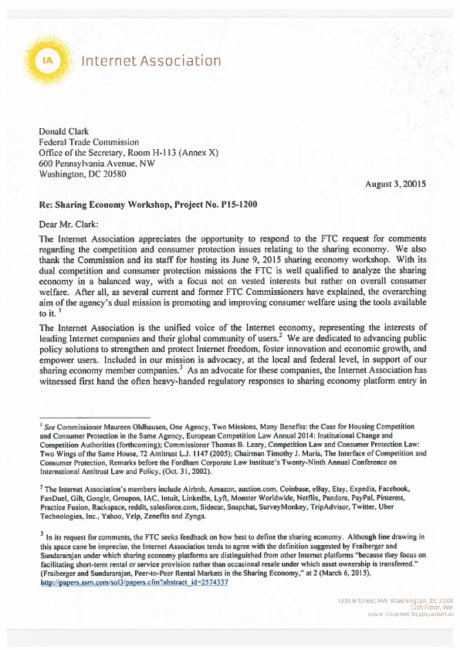 IA
Internet Association
Donald Clark
Federal Trade Commission
Office of the Secretary, Room H-113 (Annex X)
600 Pennsylvania Avenue, NW
Washington, DC 20580
August 3, 20015
Re: Sharing Economy Workshop, Project No. P15-1200
Dear Mr. Clark:
The Internet Association appreciates the opportunity to respond to the FTC request for comments
regarding the competition and consumer protection issues relating to the sharing economy. We also
thank the Commission and its staff for hosting its June 9, 2015 sharing economy workshop. With its
dual competition and consumer protection missions the FTC is well qualified to analyze the sharing
economy in a balanced way, with a focus not on vested interests but rather on overall consumer
welfare. After all, as several current and former FTC Commissioners have explained, the overarching
aim of the agency's dual mission is promoting and improving consumer welfare using the tools available
to it. 1
The Internet Association is the unified voice of the Internet economy, representing the interests of
leading Internet companies and their global community of users.2 We are dedicated to advancing public
policy solutions to strengthen and protect Internet freedom, foster innovation and economic growth, and
empower users. Included in our mission is advocacy, at the local and federal level, in support of our
sharing economy member companies.3 As an advocate for these companies, the Internet Association has
witnessed first hand the often heavy-handed regulatory responses to sharing economy platform entry in
1 See Commissioner Maureen Ohlhausen, One Agency, Two Missions, Many Benefits: the Case for Housing Competition
and Consumer Protection in the Same Agency, European Competition Law Annual 2014: Institutional Change and
Competition Authorities (forthcoming); Commissioner Thomas B. Leary, Competition Law and Consumer Protection Law:
Two Wings of the Same House, 72 Antitrust L.J. 1147 (2005); Chairman Timothy J. Muris, The Interface of Competition and
Consumer Protection, Remarks before the Fordham Corporate Law Institute's Twenty-Ninth Annual Conference on
International Antitrust Law and Policy, (Oct. 31, 2002).
2 The Internet Association's members include Airbnb, Amazon, auction.com, Coinbase, eBay, Etsy, Expedia, Facebook,
FanDuel, Gilt, Google, Groupon, IAC, Intuit, LinkedIn, Lyft, Monster Worldwide, Netflix, Pandora, PayPal, Pinterest,
Practice Fusion, Rackspace, reddit, salesforce.com, Sidecar, Snapchat, SurveyMonkey, TripAdvisor, Twitter, Uber
Technologies, Inc., Yahoo, Yelp, Zenefits and Zynga.
3 In its request for comments, the FTC seeks feedback on how best to define the sharing economy. Although line drawing in
this space cane be imprecise, the Internet Association tends to agree with the definition suggested by Fraiberger and
Sundararajan under which sharing economy platforms are distinguished from other Internet platforms "because they focus on
facilitating short-term rental or service provision rather than occasional resale under which asset ownership is transferred."
(Fraiberger and Sundararajan, Peer-to-Peer Rental Markets in the Sharing Economy," at 2 (March 6, 2015).
http://papers.ssrn.com/sol3/papers.cfm?abstract_id=2574337
1333 H Street NW, Washington, DC
12th Floor, We
www.InternetAssociation.or